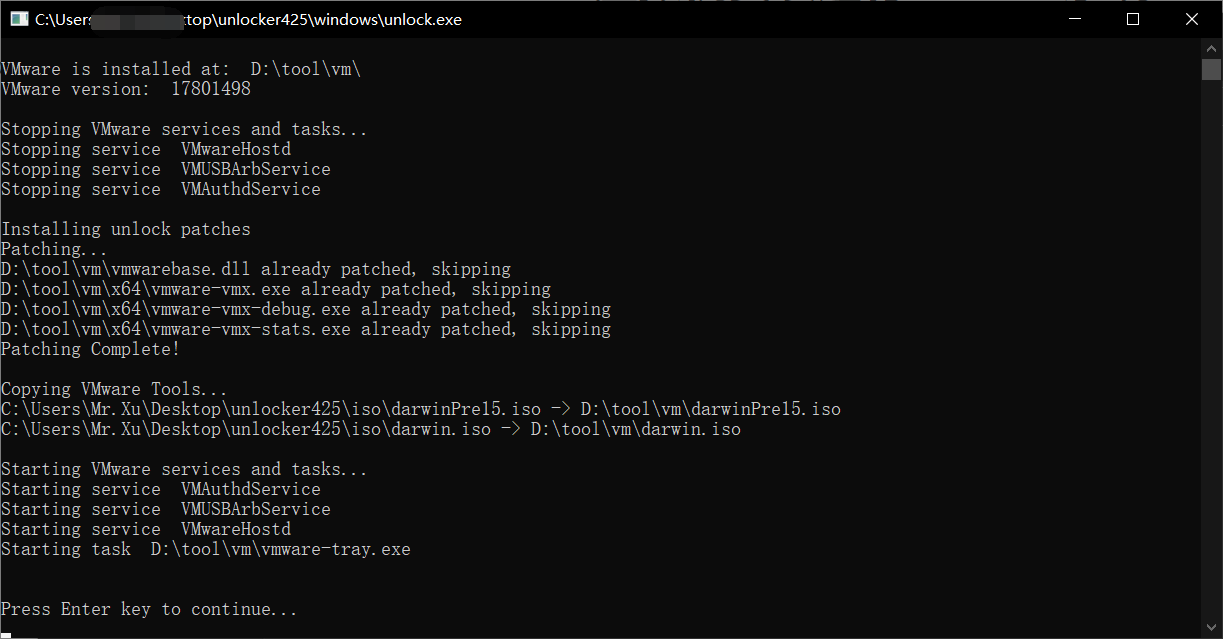 C:\Users top\unlocker425\windows\unlock.exe
VMware is installed at:  D:\tool\vm\
VMware version:  17801498
Stopping VMware services and tasks...
Stopping service  VMwareHostd
Stopping service  VMUSBArbService
Stopping service  VMAuthdService
Installing unlock patches
Patching...
D:\tool\vm\vmwarebase.dll already patched, skipping
D:\tool\vm\x64\vmware-vmx.exe already patched, skipping
D:\tool\vm\x64\vmware-vmx-debug.exe already patched, skipping
D:\tool\vm\x64\vmware-vmx-stats.exe already patched, skipping
Patching Complete!
Copying VMware Tools...
C:\Users\Mr.Xu\Desktop\unlocker425\iso\darwinPre15.iso -> D:\tool\vm\darwinPre15.iso
C:\Users\Mr.Xu\Desktop\unlocker425\iso\darwin.iso -> D:\tool\vm\darwin.iso
Starting VMware services and tasks...
Starting service  VMAuthdService
Starting service  VMUSBArbService
Starting service  VMwareHostd
Starting task  D:\tool\vm\vmware-tray.exe
Press Enter key to continue...